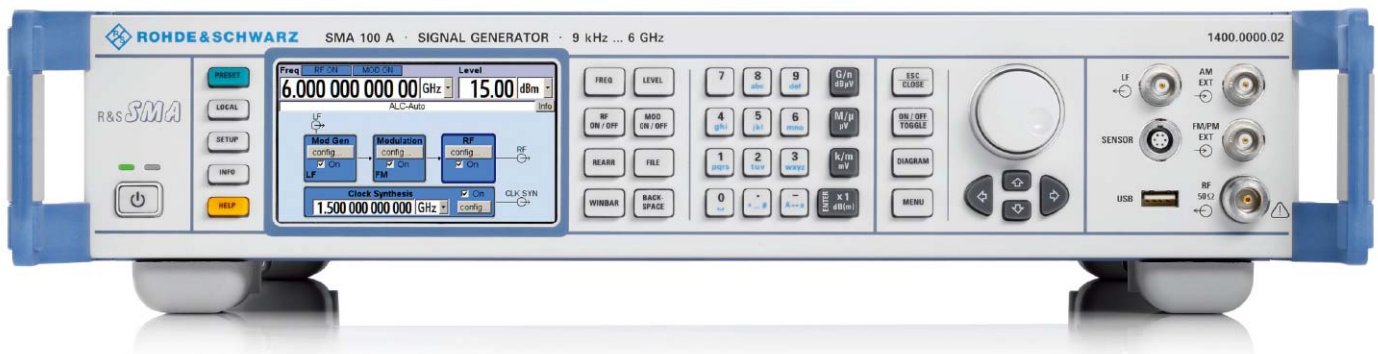 ROHDE & SCHWARZ SMA 100 A · SIGNAL GENERATOR · 9 kHz ... 6 GHz
1400.0000.02
R&S SMA
PRESET
LOCAL
SETUP
INFO
HELP
Freq RF ON MOD ON Level
6.000 000 000 00 GHz 15.00 dBm
ALC-Auto Info
LF
Mod Gen Modulation RF
config... config... config...
On On On
LF FM
RF
Clock Synthesis On CLK SYN
1.500 000 000 000 GHz config...
FREQ LEVEL
RF ON / OFF
MOD ON / OFF
REARR FILE
WINBAR
BACK-
SPACE
7 8 9 G/n
abc def dBµV
4 5 6 M/µ
ghi jkl mno µV
1 2 3 k/m
pqrs tuv wxyz mV
0 . – x 1
* ... # ENTER dB(m)
ESC
CLOSE
ON / OFF
TOGGLE
DIAGRAM
MENU
LF
AM
EXT
SENSOR
FM/PM
EXT
USB
RF
50Ω